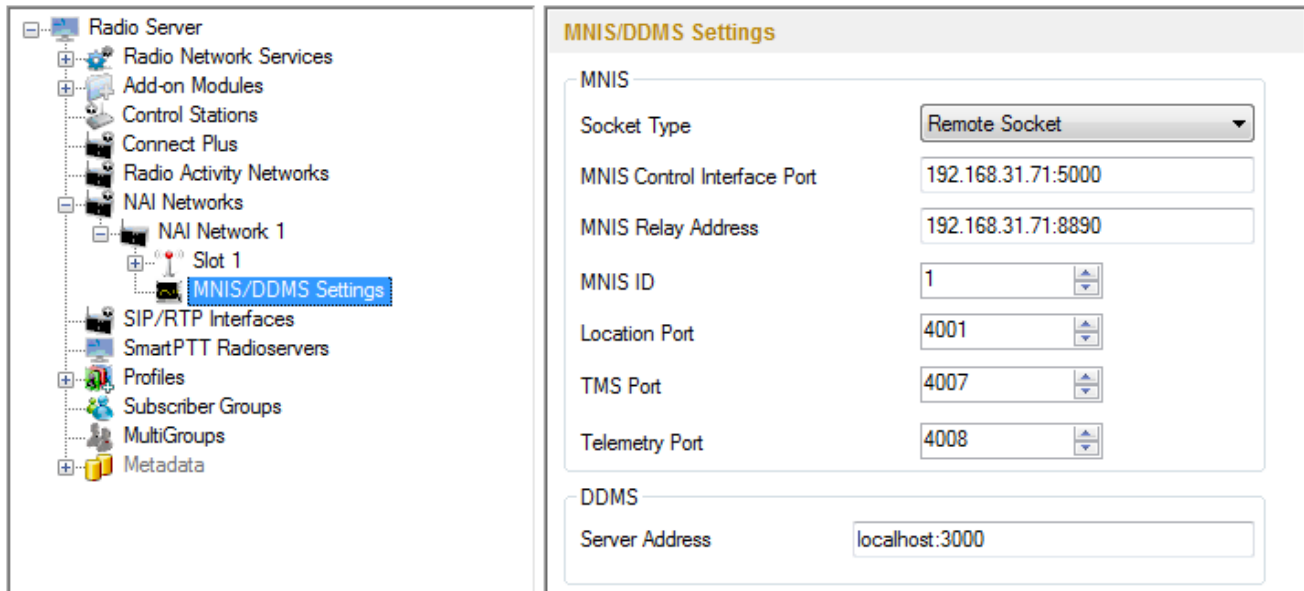 Radio Server
Radio Network Services
Add-on Modules
Control Stations
Connect Plus
Radio Activity Networks
NAI Networks
NAI Network 1
Slot 1
MNIS/DDMS Settings
SIP/RTP Interfaces
SmartPTT Radioservers
Profiles
Subscriber Groups
MultiGroups
Metadata
MNIS/DDMS Settings
MNIS
Socket Type Remote Socket
MNIS Control Interface Port 192.168.31.71:5000
MNIS Relay Address 192.168.31.71:8890
MNIS ID 1
Location Port 4001
TMS Port 4007
Telemetry Port 4008
DDMS
Server Address localhost:3000